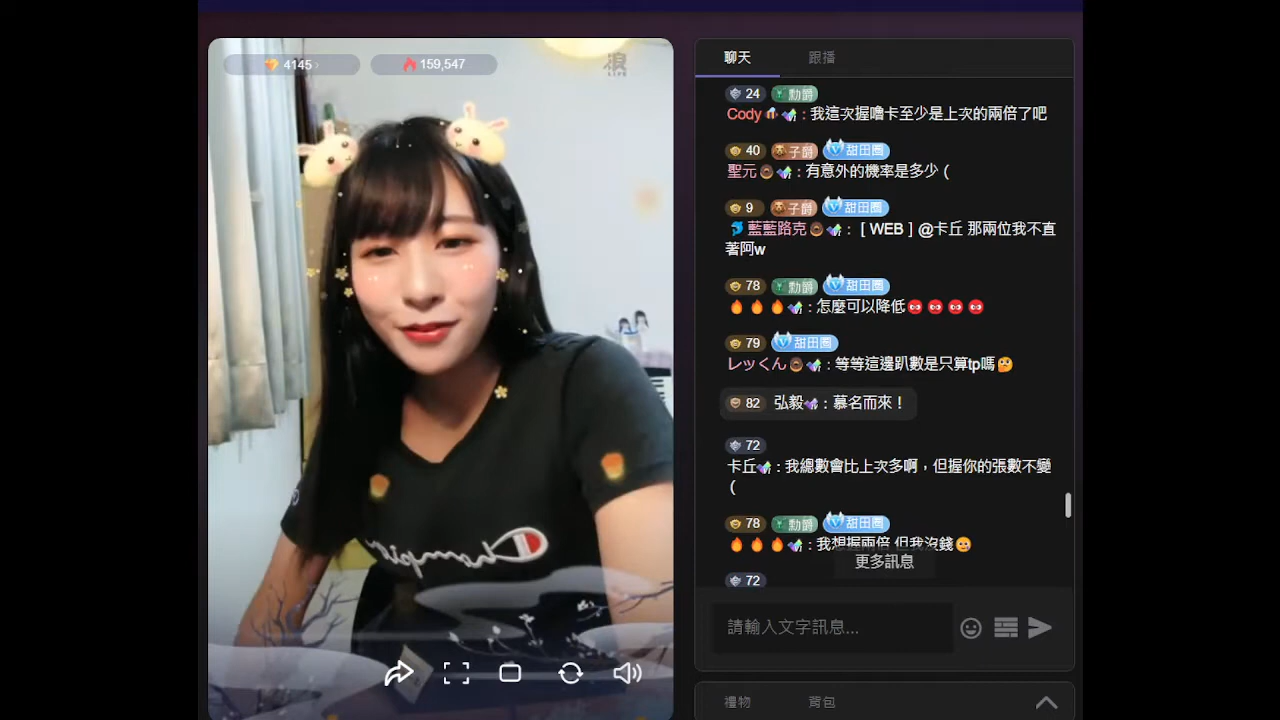 4145
159,547
浪
LIFE
聊天
跟播
24 勳爵
Cody：我這次握嚕卡至少是上次的兩倍了吧
40 子爵 甜田圈
聖元：有意外的機率是多少 (
9 子爵 甜田圈
藍藍路克：[ WEB ] @卡丘 那兩位我不直
著阿w
78 勳爵 甜田圈
：怎麼可以降低
79 甜田圈
レッくん：等等這邊趴數是只算tp嗎
82 弘毅：慕名而來！
72
卡丘：我總數會比上次多啊，但握你的張數不變
(
78 勳爵 甜田圈
：我想握兩倍 但我沒錢
更多訊息
72
Champion
請輸入文字訊息...
禮物
背包